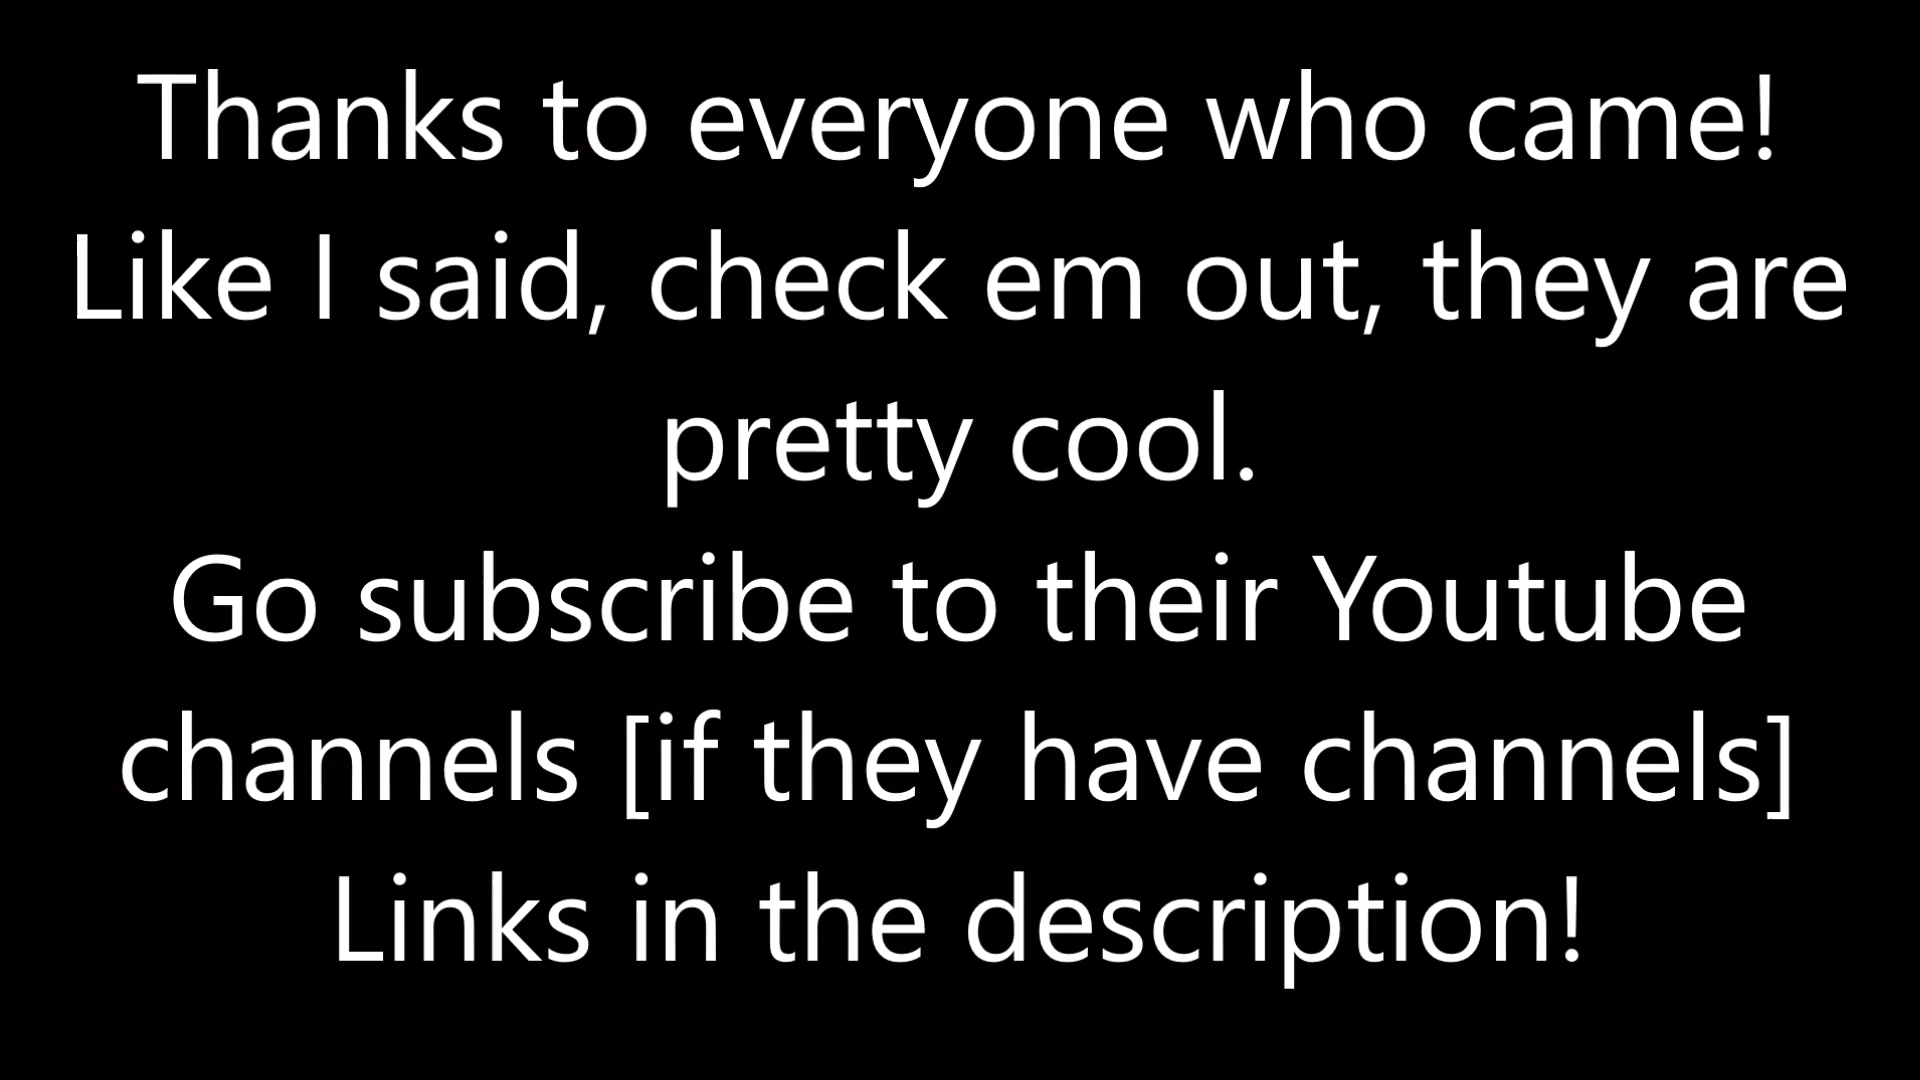 Thanks to everyone who came!
Like I said, check em out, they are
pretty cool.
Go subscribe to their Youtube
channels [if they have channels]
Links in the description!